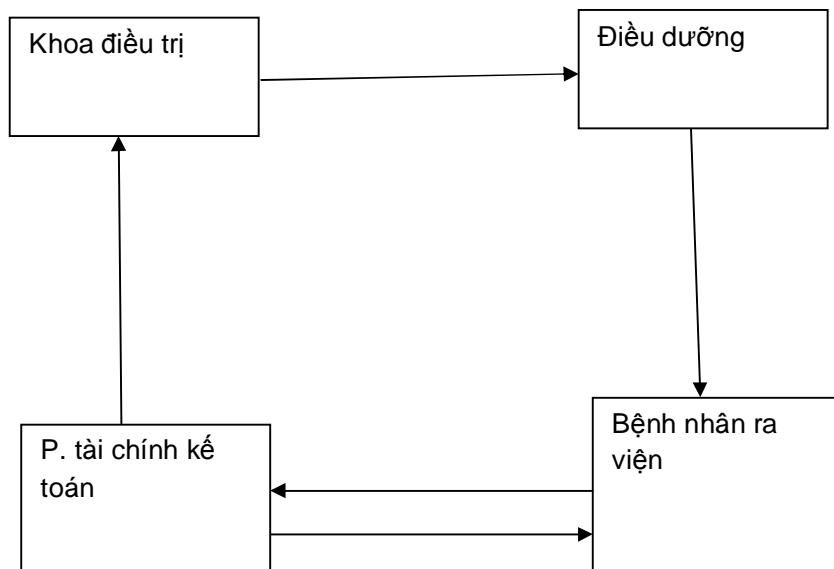 Khoa điều trị
Điều dưỡng
P. tài chính kế
toán
Bệnh nhân ra
viện